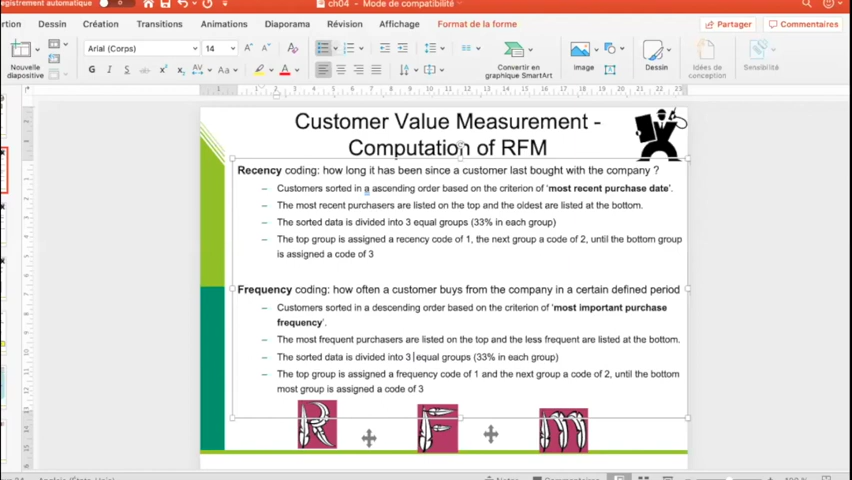 registrement automatique
ch04 - Mode de compatibilité
rtion
Dessin
Création
Transitions
Animations
Diaporama
Révision
Affichage
Format de la forme
Partager
Commentaires
Nouvelle diapositive
Arial (Corps)
14
G I S
Convertir en graphique SmartArt
Image
Dessin
Idées de conception
Sensibilité
Customer Value Measurement -
Computation of RFM
Recency coding: how long it has been since a customer last bought with the company ?
– Customers sorted in a ascending order based on the criterion of ‘most recent purchase date’.
– The most recent purchasers are listed on the top and the oldest are listed at the bottom.
– The sorted data is divided into 3 equal groups (33% in each group)
– The top group is assigned a recency code of 1, the next group a code of 2, until the bottom group
is assigned a code of 3
Frequency coding: how often a customer buys from the company in a certain defined period
– Customers sorted in a descending order based on the criterion of ‘most important purchase
frequency’.
– The most frequent purchasers are listed on the top and the less frequent are listed at the bottom.
– The sorted data is divided into 3 equal groups (33% in each group)
– The top group is assigned a frequency code of 1 and the next group a code of 2, until the bottom
most group is assigned a code of 3
R F M